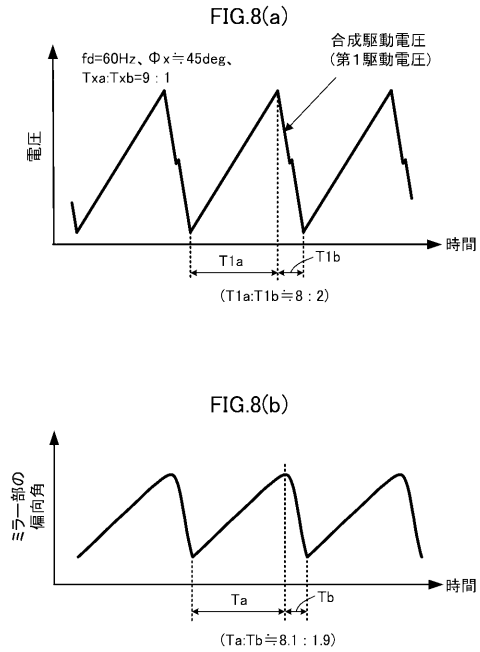 FIG.8(a)
fd=60Hz、Φx≒45deg、
Txa:Txb=9：1
合成駆動電圧
(第１駆動電圧)
電圧
時間
T1a
T1b
(T1a:T1b≒8：2)
FIG.8(b)
ミラー部の
偏向角
時間
Ta
Tb
(Ta:Tb≒8.1：1.9)